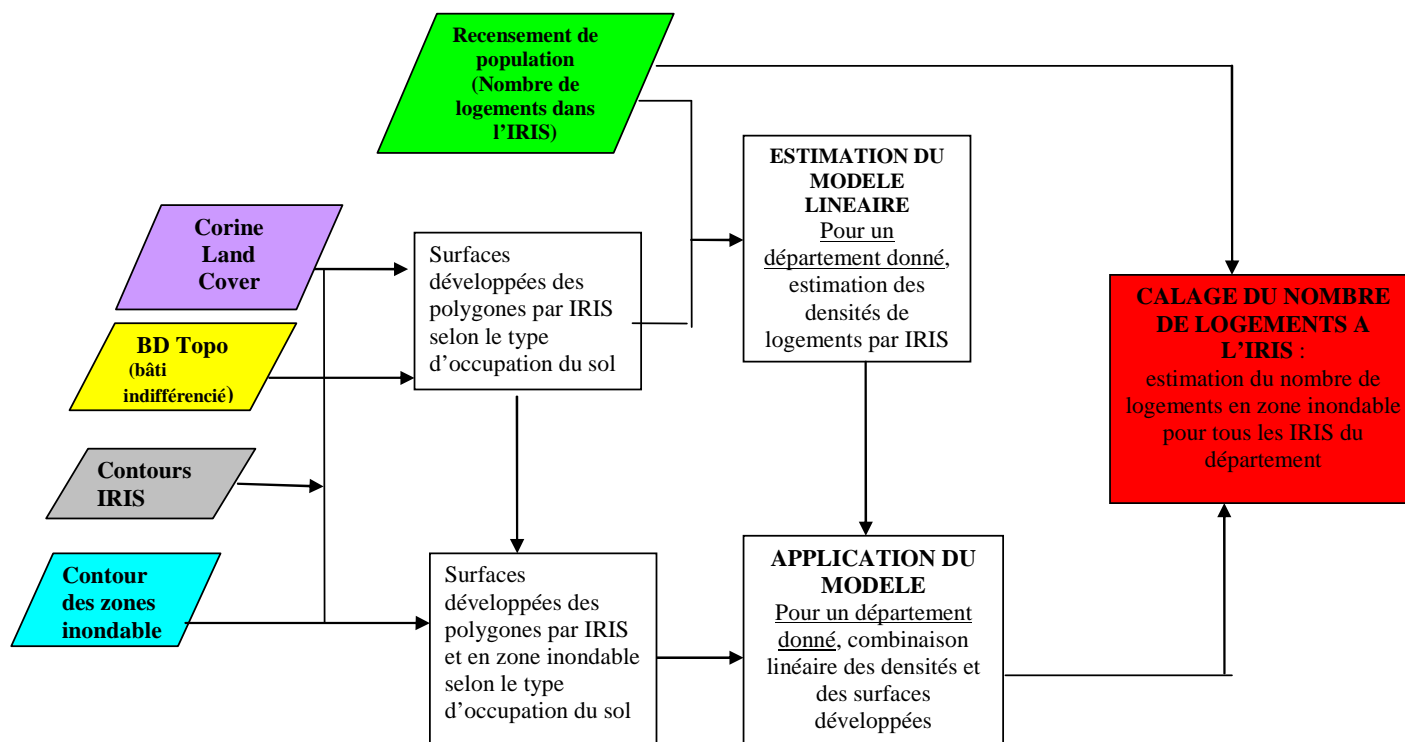 Recensement de
population
(Nombre de
logements dans
l’IRIS)
Corine
Land
Cover
BD Topo
(bâti
indifférencié)
Contours
IRIS
Contour
des zones
inondable
Surfaces
développées des
polygones par IRIS
selon le type
d’occupation du sol
Surfaces
développées des
polygones par IRIS
et en zone inondable
selon le type
d’occupation du sol
ESTIMATION DU
MODELE
LINEAIRE
Pour un
département donné,
estimation des
densités de
logements par IRIS
APPLICATION DU
MODELE
Pour un département
donné, combinaison
linéaire des densités et
des surfaces
développées
CALAGE DU NOMBRE
DE LOGEMENTS A
L’IRIS :
estimation du nombre de
logements en zone inondable
pour tous les IRIS du
département